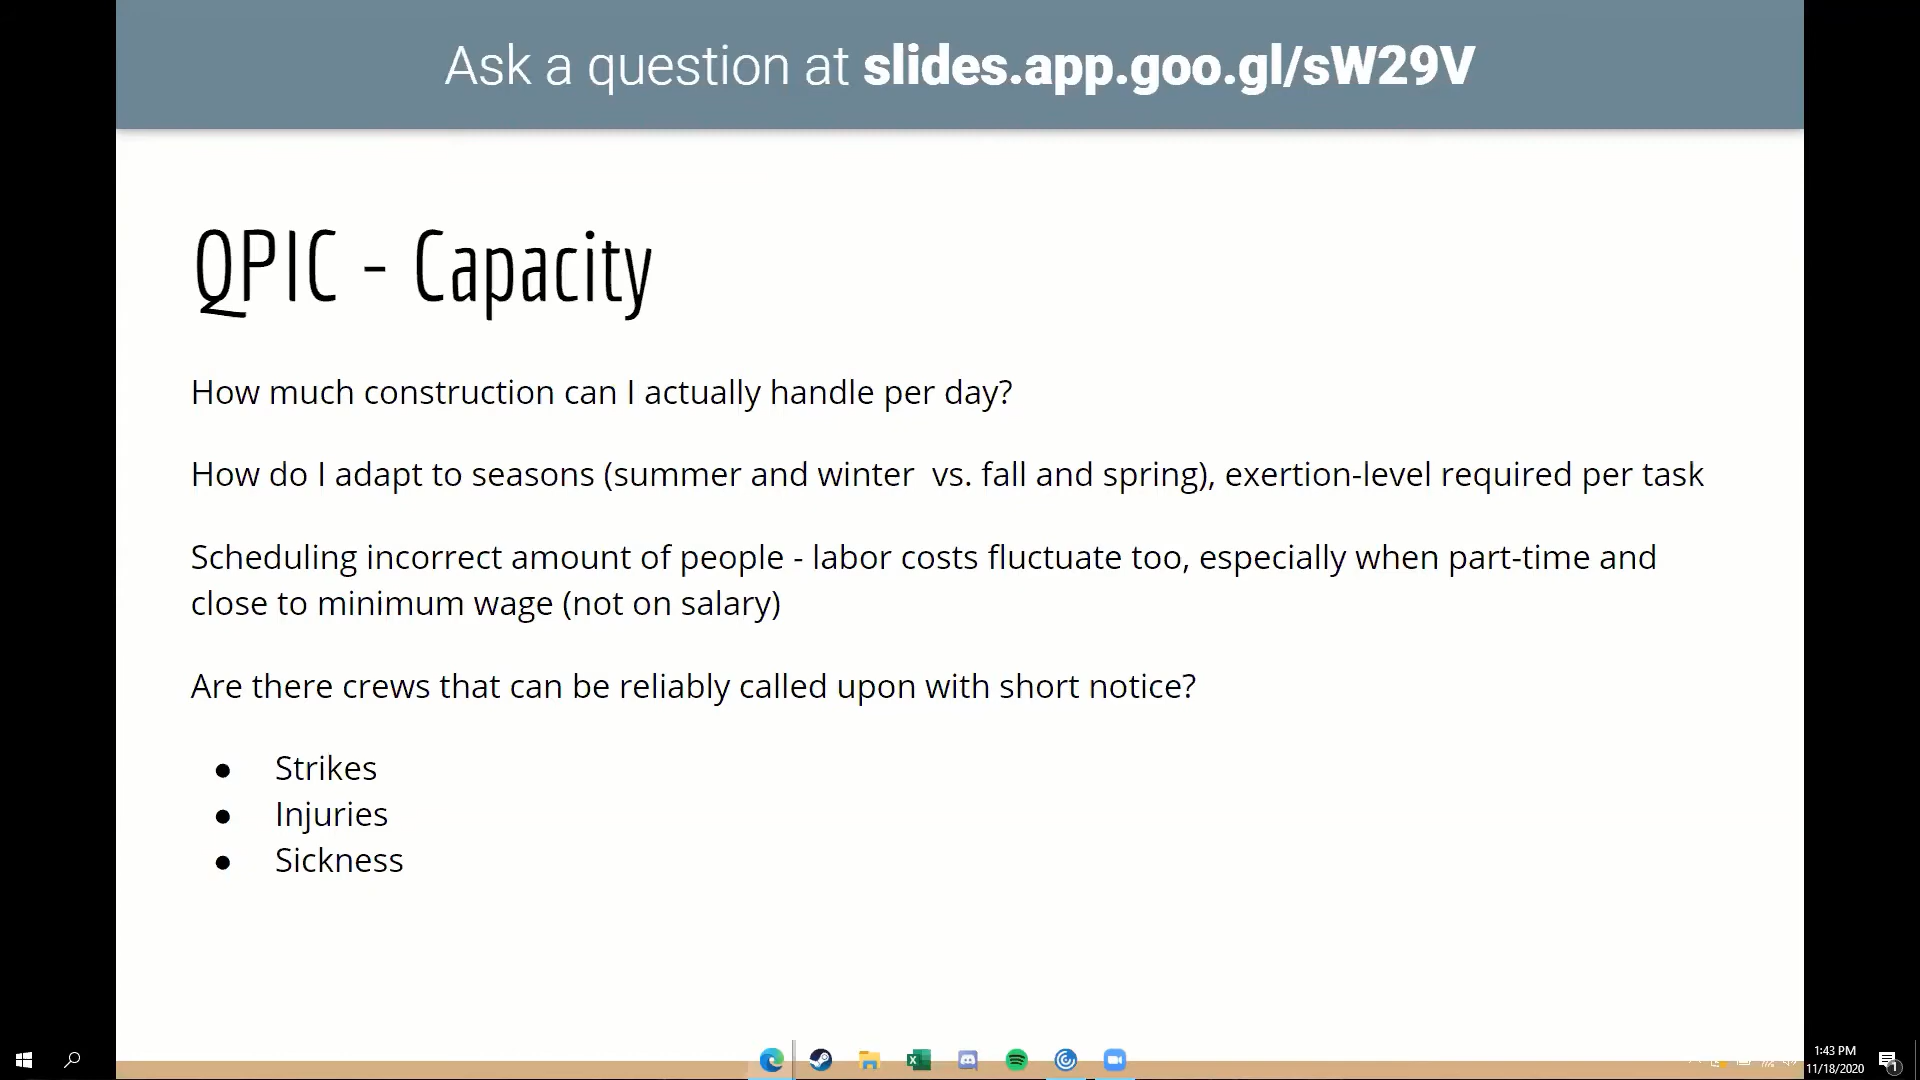 Ask a question at slides.app.goo.gl/sW29V
QPIC - Capacity
How much construction can I actually handle per day?
How do I adapt to seasons (summer and winter  vs. fall and spring), exertion-level required per task
Scheduling incorrect amount of people - labor costs fluctuate too, especially when part-time and
close to minimum wage (not on salary)
Are there crews that can be reliably called upon with short notice?
● Strikes
● Injuries
● Sickness
1:43 PM
11/18/2020
1